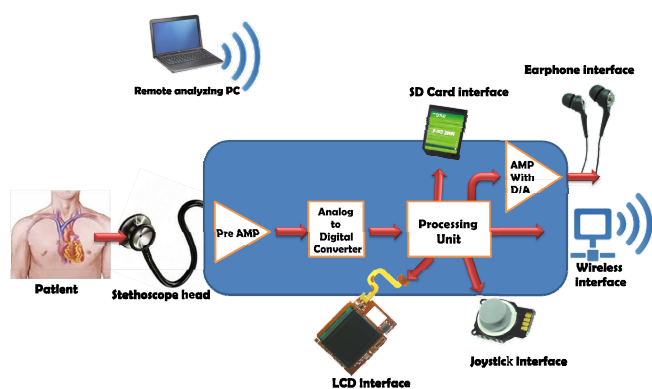 Remote analyzing PC
SD Card interface
Earphone interface
AMP
With
D/A
Pre AMP
Analog
to
Digital
Converter
Processing
Unit
Patient
Stethoscope head
Wireless
interface
LCD interface
Joystick interface